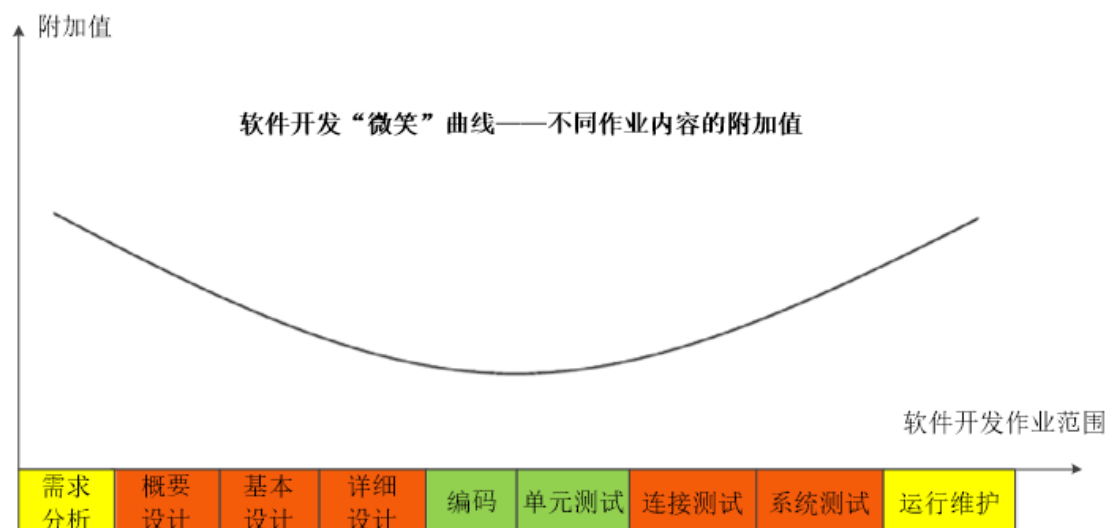 附加值
软件开发“微笑”曲线——不同作业内容的附加值
软件开发作业范围
需求
分析
概要
设计
基本
设计
详细
设计
编码
单元测试
连接测试
系统测试
运行维护